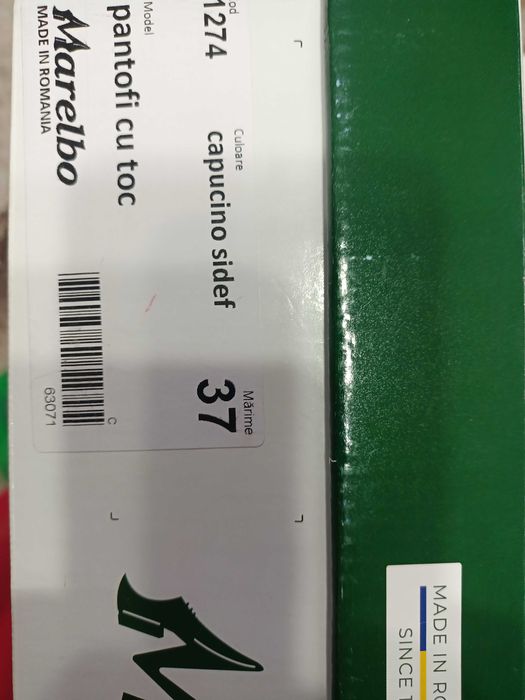 od
1274
Culoare
capucino sidef
Mărime
37
Model
pantofi cu toc
C
63071
Marelbo
MADE IN ROMANIA
MADE IN RO
SINCE 1